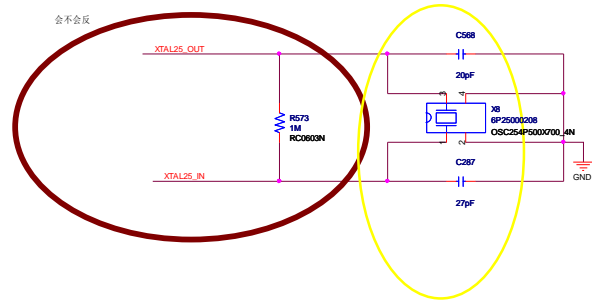 会不会反
C568
XTAL25_OUT
20pF
3
4
R573
1M
RC0603N
X8
6P25000208
OSC254P500X700_4N
1
2
C287
XTAL25_IN
GND
27pF